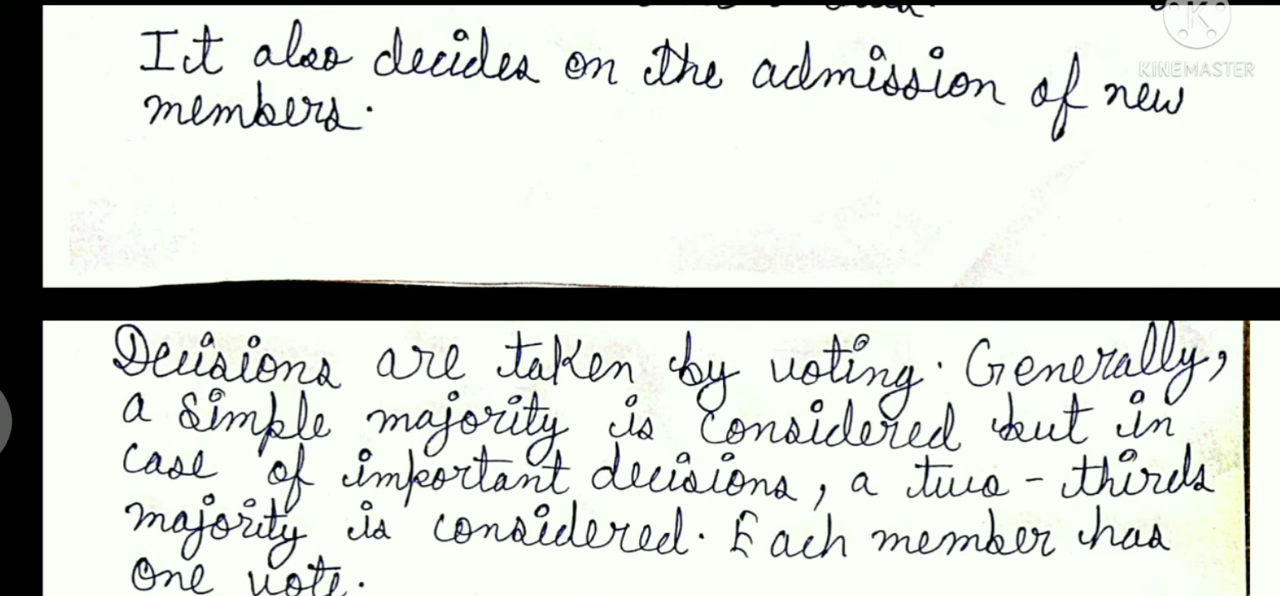 KINEMASTER
It also decides on the admission of new
members.
Decisions are taken by voting. Generally,
a simple majority is considered but in
case of important decisions, a two-thirds
majority is considered. Each member has
one vote.